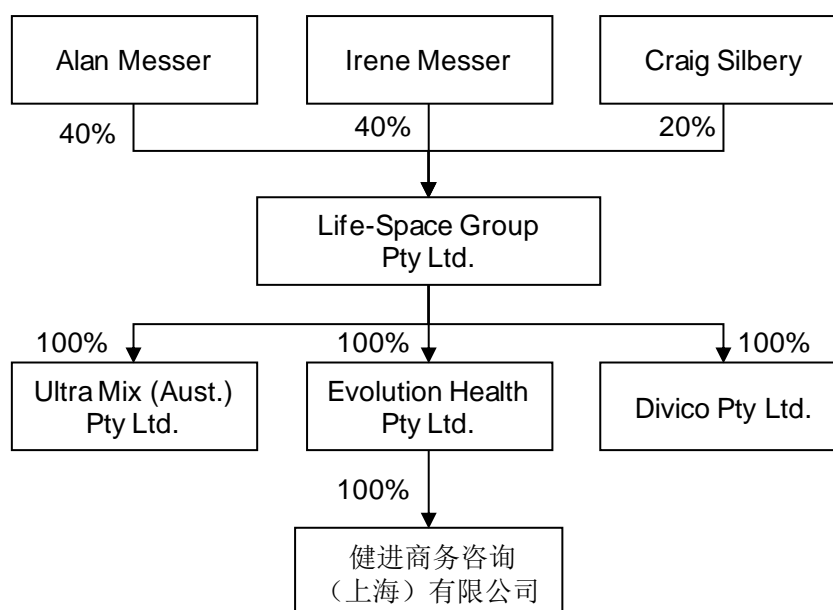 Alan Messer
Irene Messer
Craig Silbery
40%
40%
20%
Life-Space Group
Pty Ltd.
100%
100%
100%
Ultra Mix (Aust.)
Pty Ltd.
Evolution Health
Pty Ltd.
Divico Pty Ltd.
100%
健进商务咨询
（上海）有限公司